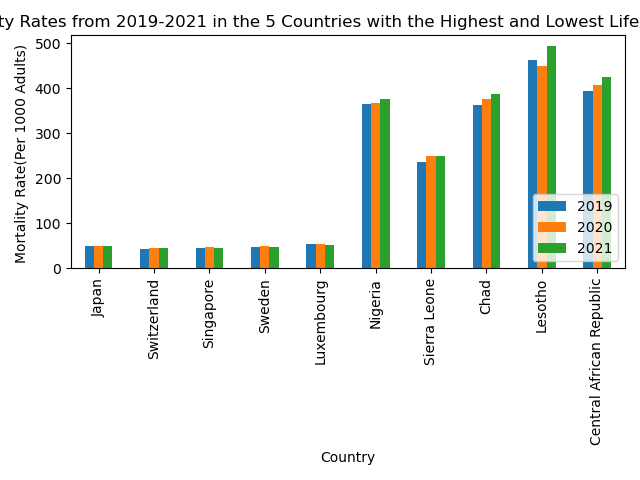 ty Rates from 2019-2021 in the 5 Countries with the Highest and Lowest Life
Mortality Rate(Per 1000 Adults)
500
400
300
200
100
0
2019
2020
2021
Japan
Switzerland
Singapore
Sweden
Luxembourg
Nigeria
Sierra Leone
Chad
Lesotho
Central African Republic
Country